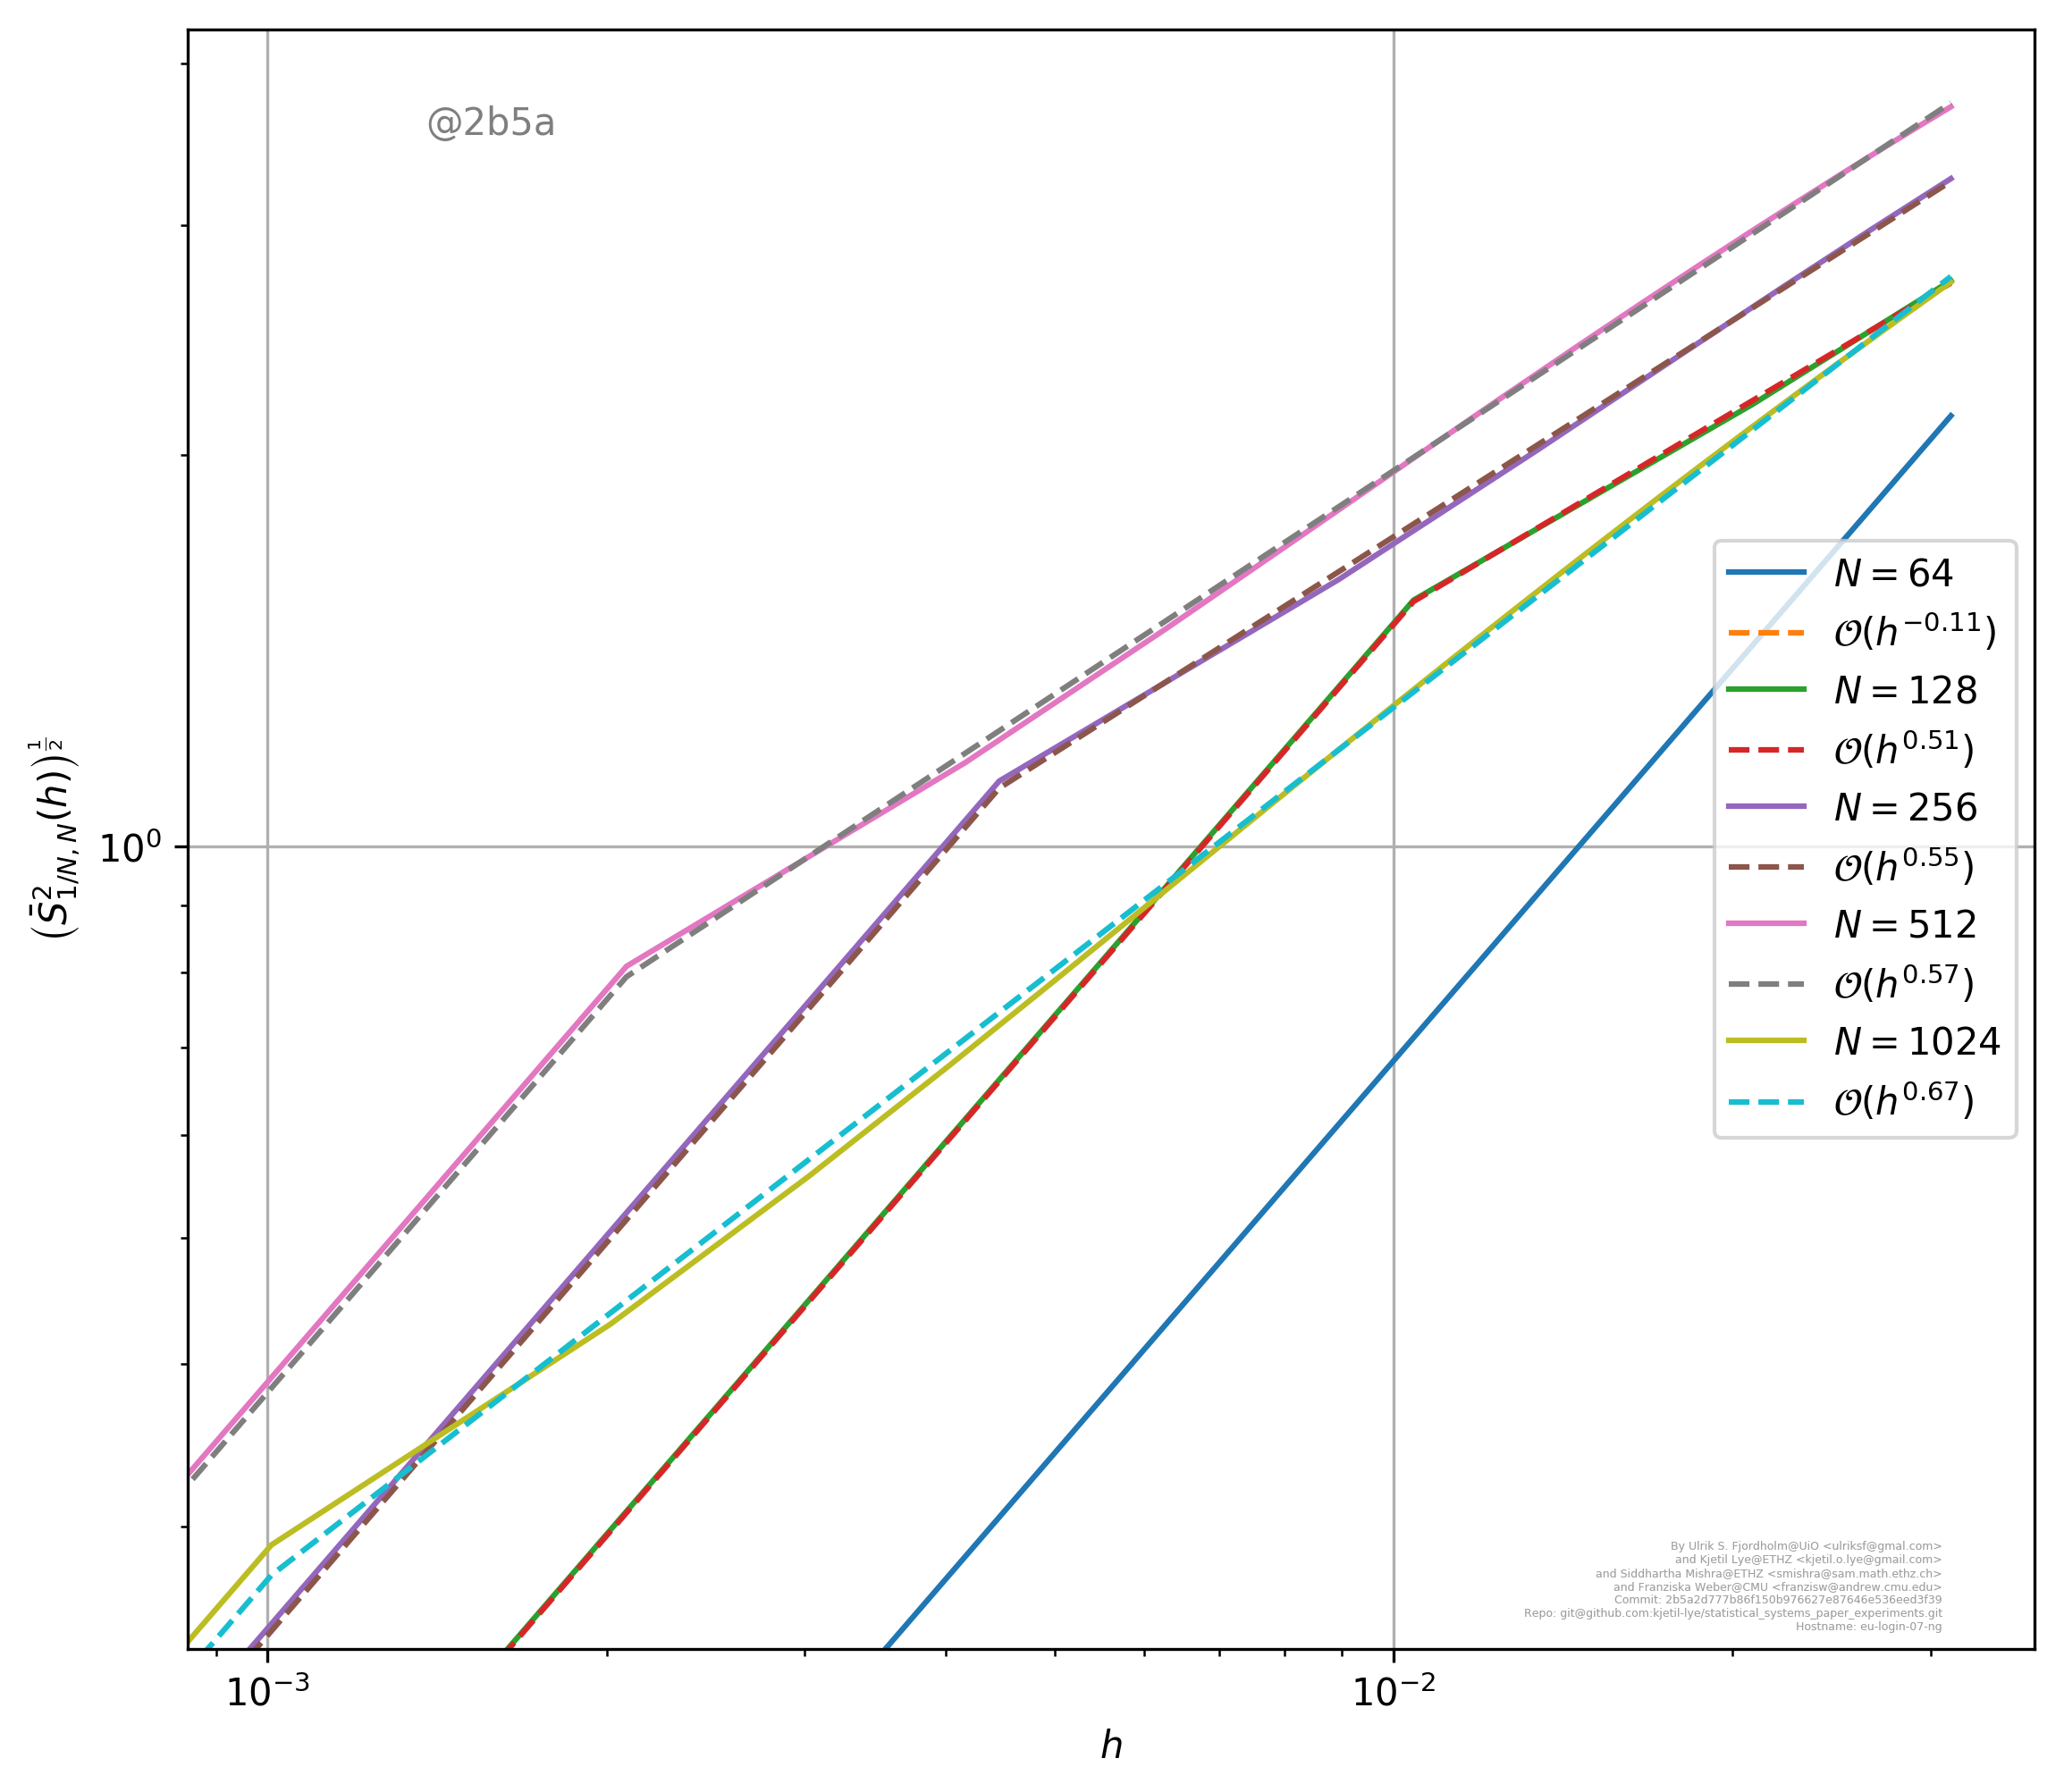 @2b5a
(S̄²_{1/N,N}(h))^{1/2}
10⁰
N = 64
𝒪(h^{−0.11})
N = 128
𝒪(h^{0.51})
N = 256
𝒪(h^{0.55})
N = 512
𝒪(h^{0.57})
N = 1024
𝒪(h^{0.67})
By Ulrik S. Fjordholm@UiO <ulriksf@gmal.com>
and Kjetil Lye@ETHZ <kjetil.o.lye@gmail.com>
and Siddhartha Mishra@ETHZ <smishra@sam.math.ethz.ch>
and Franziska Weber@CMU <franzisw@andrew.cmu.edu>
Commit: 2b5a2d777b86f150b976627e87646e536eed3f39
Repo: git@github.com:kjetil-lye/statistical_systems_paper_experiments.git
Hostname: eu-login-07-ng
10⁻³
10⁻²
h